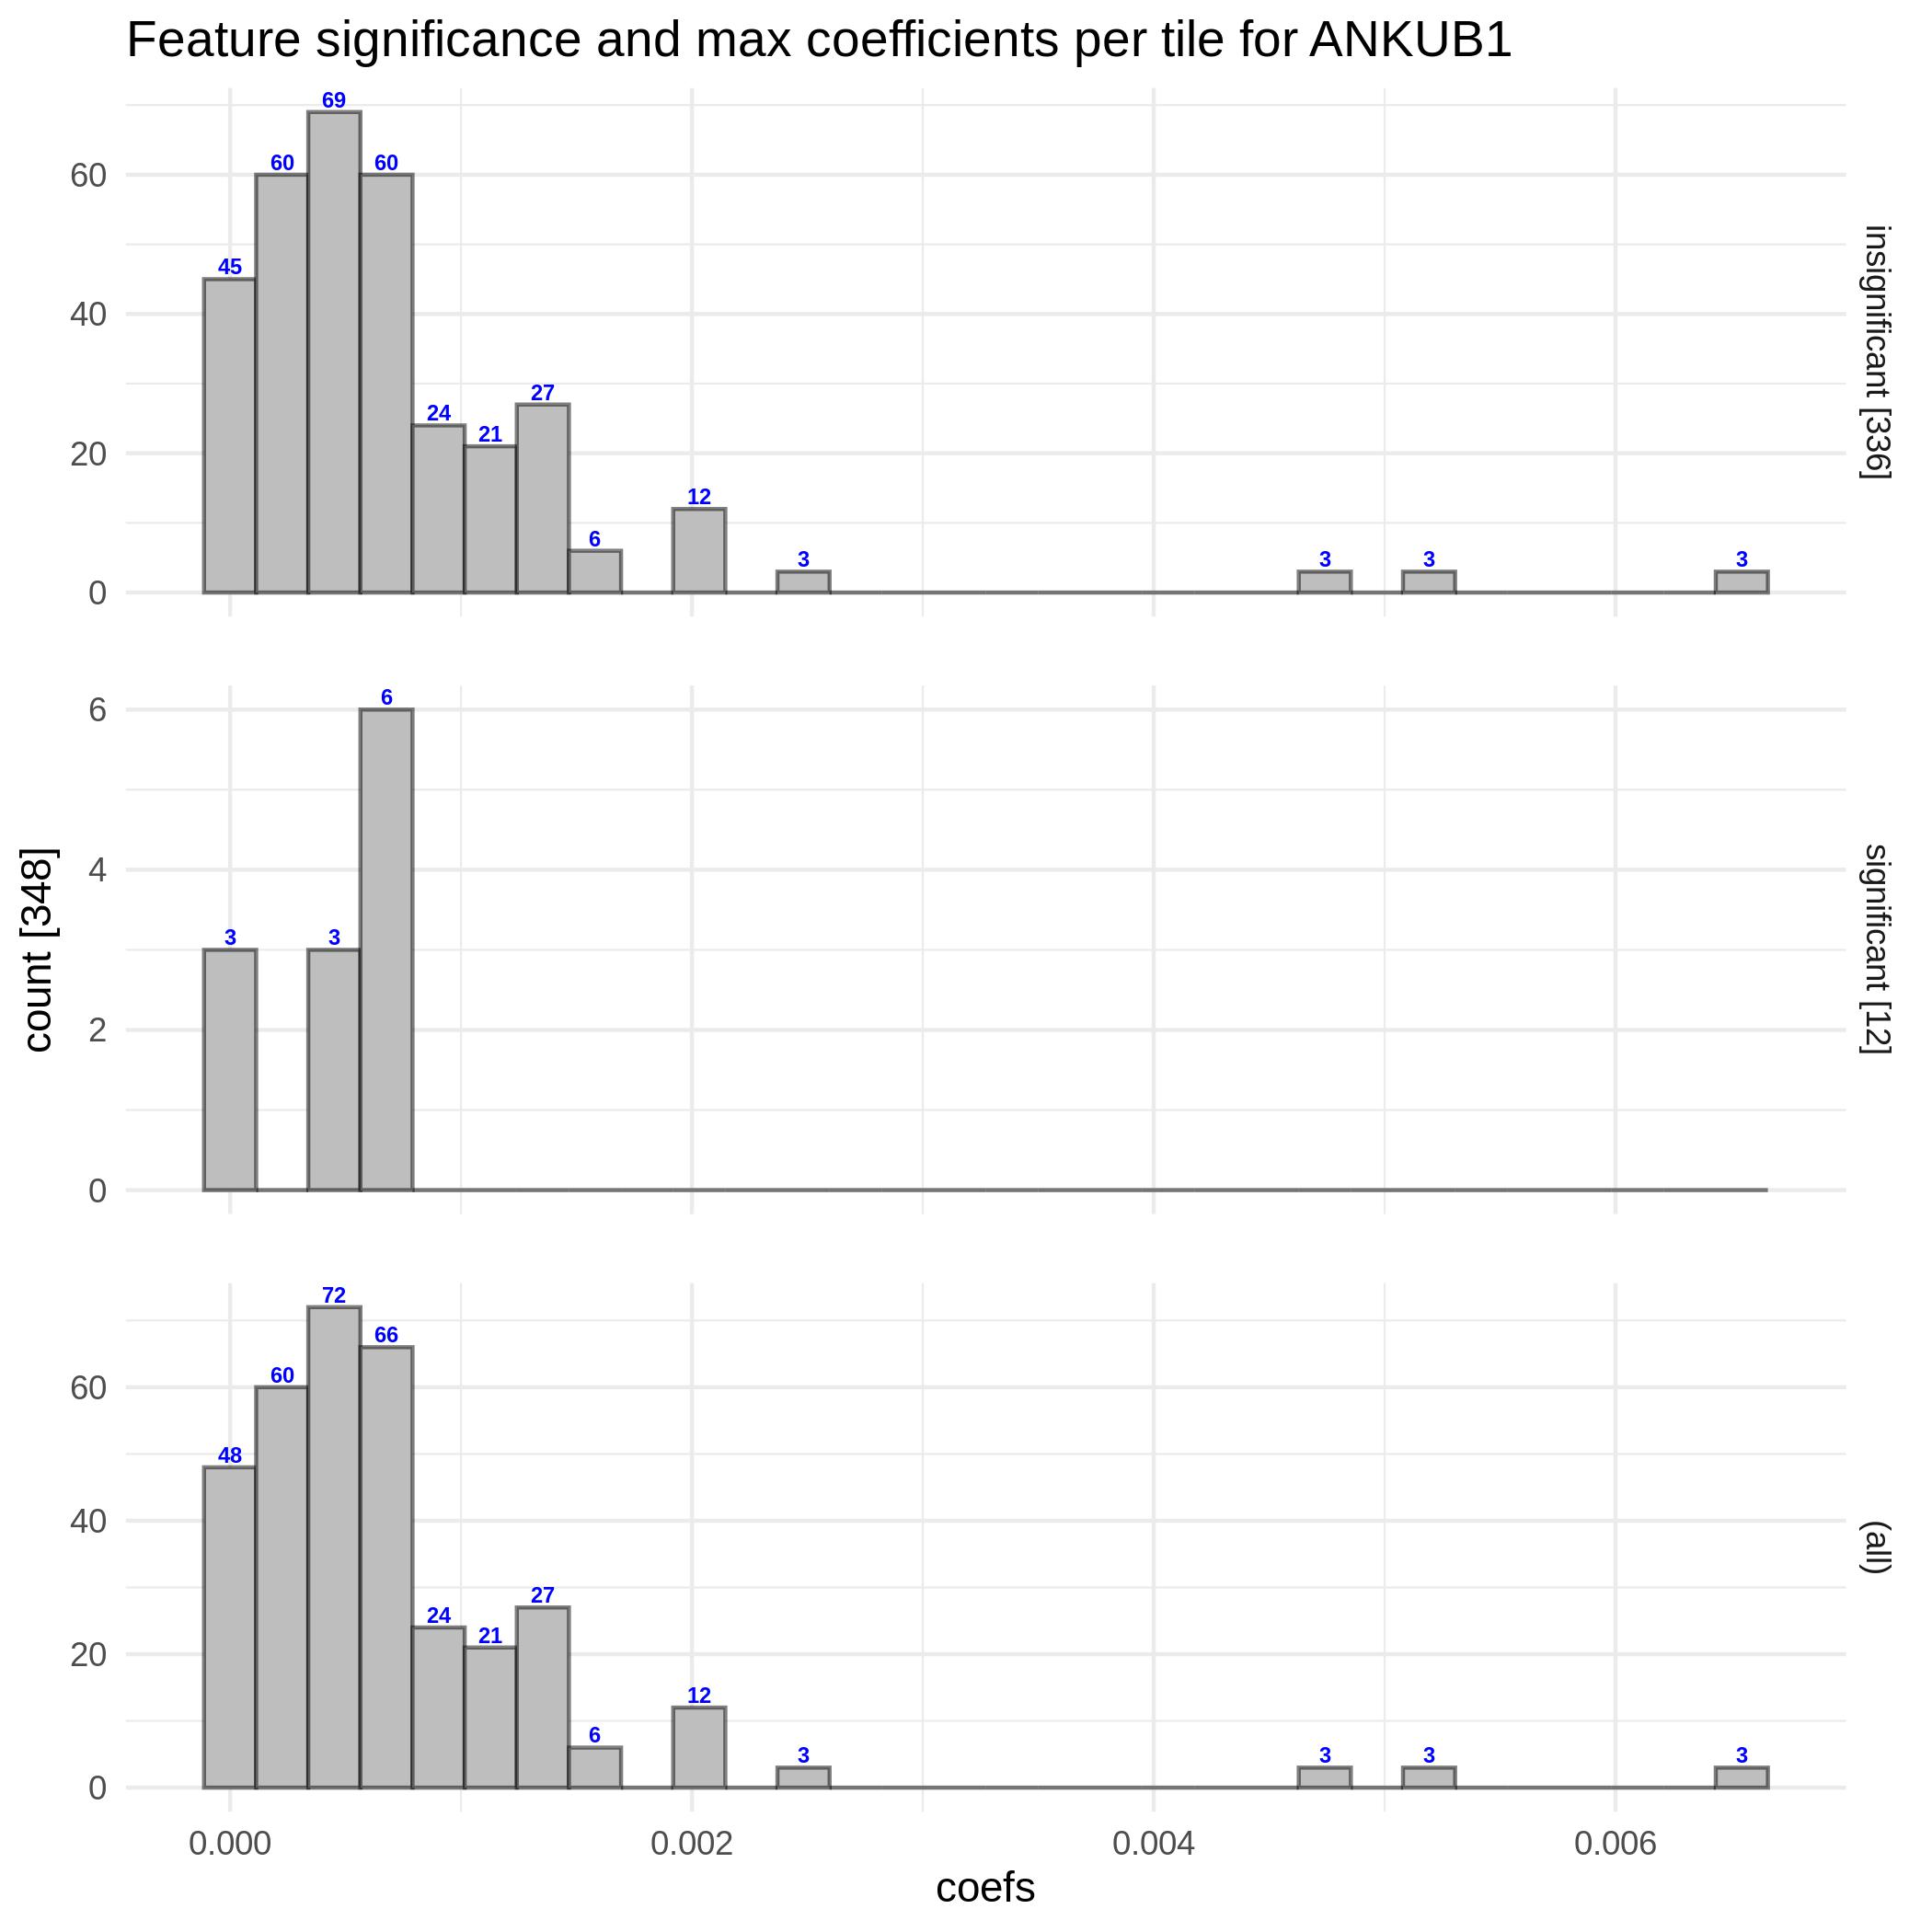 Feature significance and max coefficients per tile for ANKUB1
69
60 60
60
45
40
24 21 27
20
12
6
3 3 3 3
0
insignificant [336]
6
6
4
3 3
2
0
significant [12]
count [348]
72
66
60
60
48
40
24 21 27
20
12
6
3 3 3 3
0
(all)
0.000 0.002 0.004 0.006
coefs